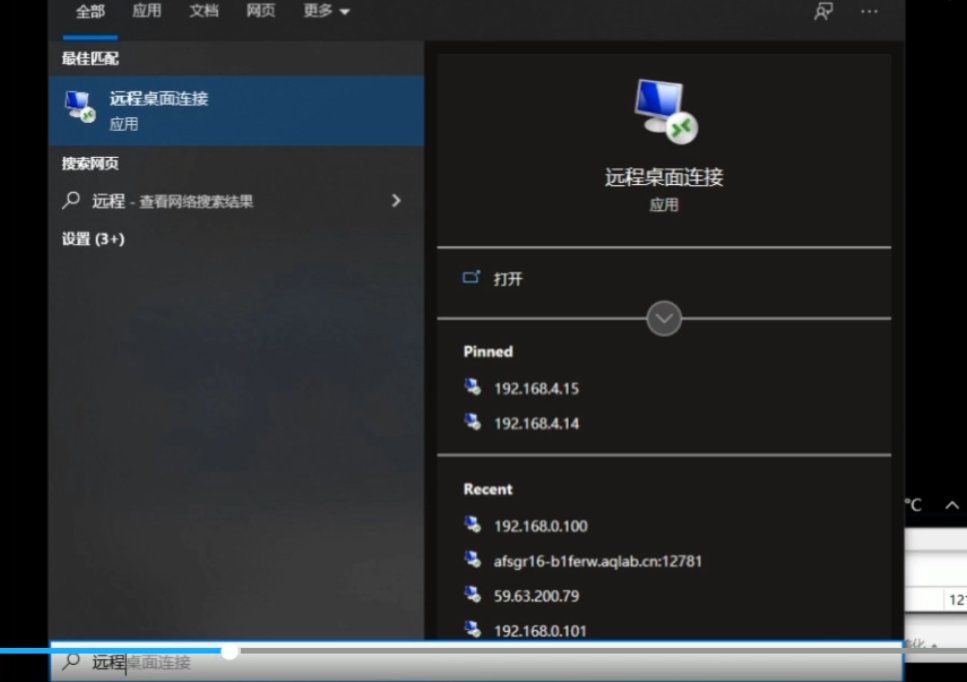 全部 应用 文档 网页 更多
最佳匹配
远程桌面连接
应用
搜索网页
远程 - 查看网络搜索结果
设置 (3+)
远程桌面连接
应用
打开
Pinned
192.168.4.15
192.168.4.14
Recent
192.168.0.100
afsgr16-b1ferw.aqlab.cn:12781
59.63.200.79
192.168.0.101
°C
远程桌面连接